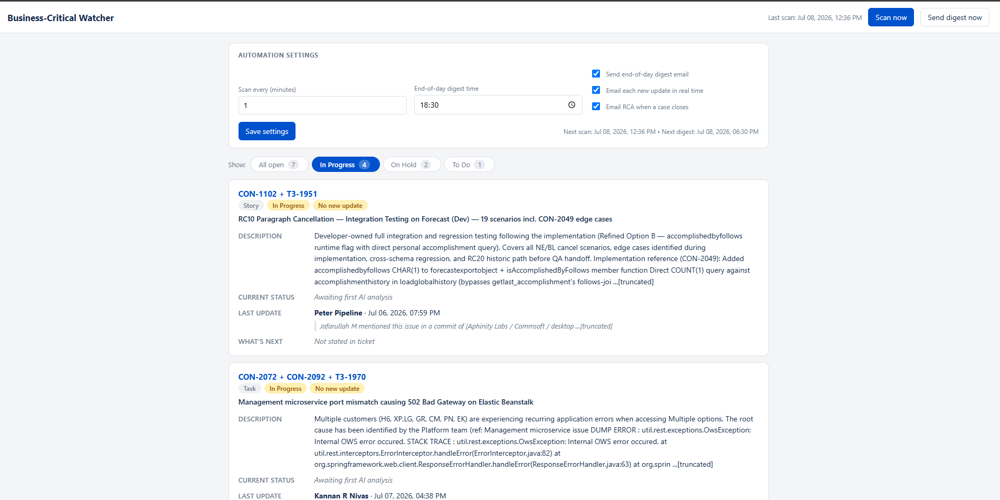 Business-Critical Watcher
Last scan: Jul 08, 2026, 12:36 PM
Scan now
Send digest now
AUTOMATION SETTINGS
Scan every (minutes)
1
End-of-day digest time
18:30
Send end-of-day digest email
Email each new update in real time
Email RCA when a case closes
Save settings
Next scan: Jul 08, 2026, 12:36 PM • Next digest: Jul 08, 2026, 06:30 PM
Show:
All open 7
In Progress 4
On Hold 2
To Do 1
CON-1102 + T3-1951
Story
In Progress
No new update
RC10 Paragraph Cancellation — Integration Testing on Forecast (Dev) — 19 scenarios incl. CON-2049 edge cases
DESCRIPTION
Developer-owned full integration and regression testing following the implementation (Refined Option B — accomplishedbyfollows
runtime flag with direct personal accomplishment query). Covers all NE/BL cancel scenarios, edge cases identified during
implementation, cross-schema regression, and RC20 historic path before QA handoff. Implementation reference (CON-2049): Added
accomplishedbyfollows CHAR(1) to forecastexportobject + isAccomplishedByFollows member function Direct COUNT(1) query against
accomplishmenthistory in loadglobalhistory (bypasses getlast_accomplishment's follows-joi ...[truncated]
CURRENT STATUS
Awaiting first AI analysis
LAST UPDATE
Peter Pipeline · Jul 06, 2026, 07:59 PM
Jafarullah M mentioned this issue in a commit of [Aphinity Labs / Commsoft / desktop ...[truncated]
WHAT'S NEXT
Not stated in ticket
CON-2072 + CON-2092 + T3-1970
Task
In Progress
No new update
Management microservice port mismatch causing 502 Bad Gateway on Elastic Beanstalk
DESCRIPTION
Multiple customers (H6, XP,LG, GR, CM, PN, EK) are experiencing recurring application errors when accessing Multiple options. The root
cause has been identified by the Platform team (ref: Management microservice issue DUMP ERROR : util.rest.exceptions.OwsException:
Internal OWS error occured. STACK TRACE : util.rest.exceptions.OwsException: Internal OWS error occured. at
util.rest.interceptors.ErrorInterceptor.handleError(ErrorInterceptor.java:82) at
org.springframework.web.client.ResponseErrorHandler.handleError(ResponseErrorHandler.java:63) at org.sprin ...[truncated]
CURRENT STATUS
Awaiting first AI analysis
LAST UPDATE
Kannan R Nivas · Jul 07, 2026, 04:38 PM